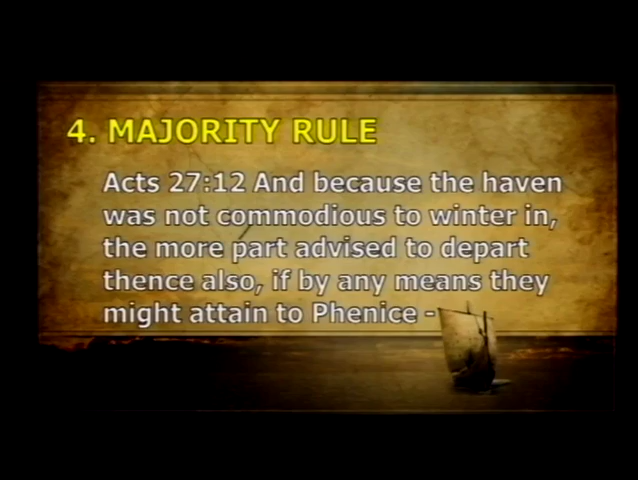 4. MAJORITY RULE
Acts 27:12 And because the haven
was not commodious to winter in,
the more part advised to depart
thence also, if by any means they
might attain to Phenice -